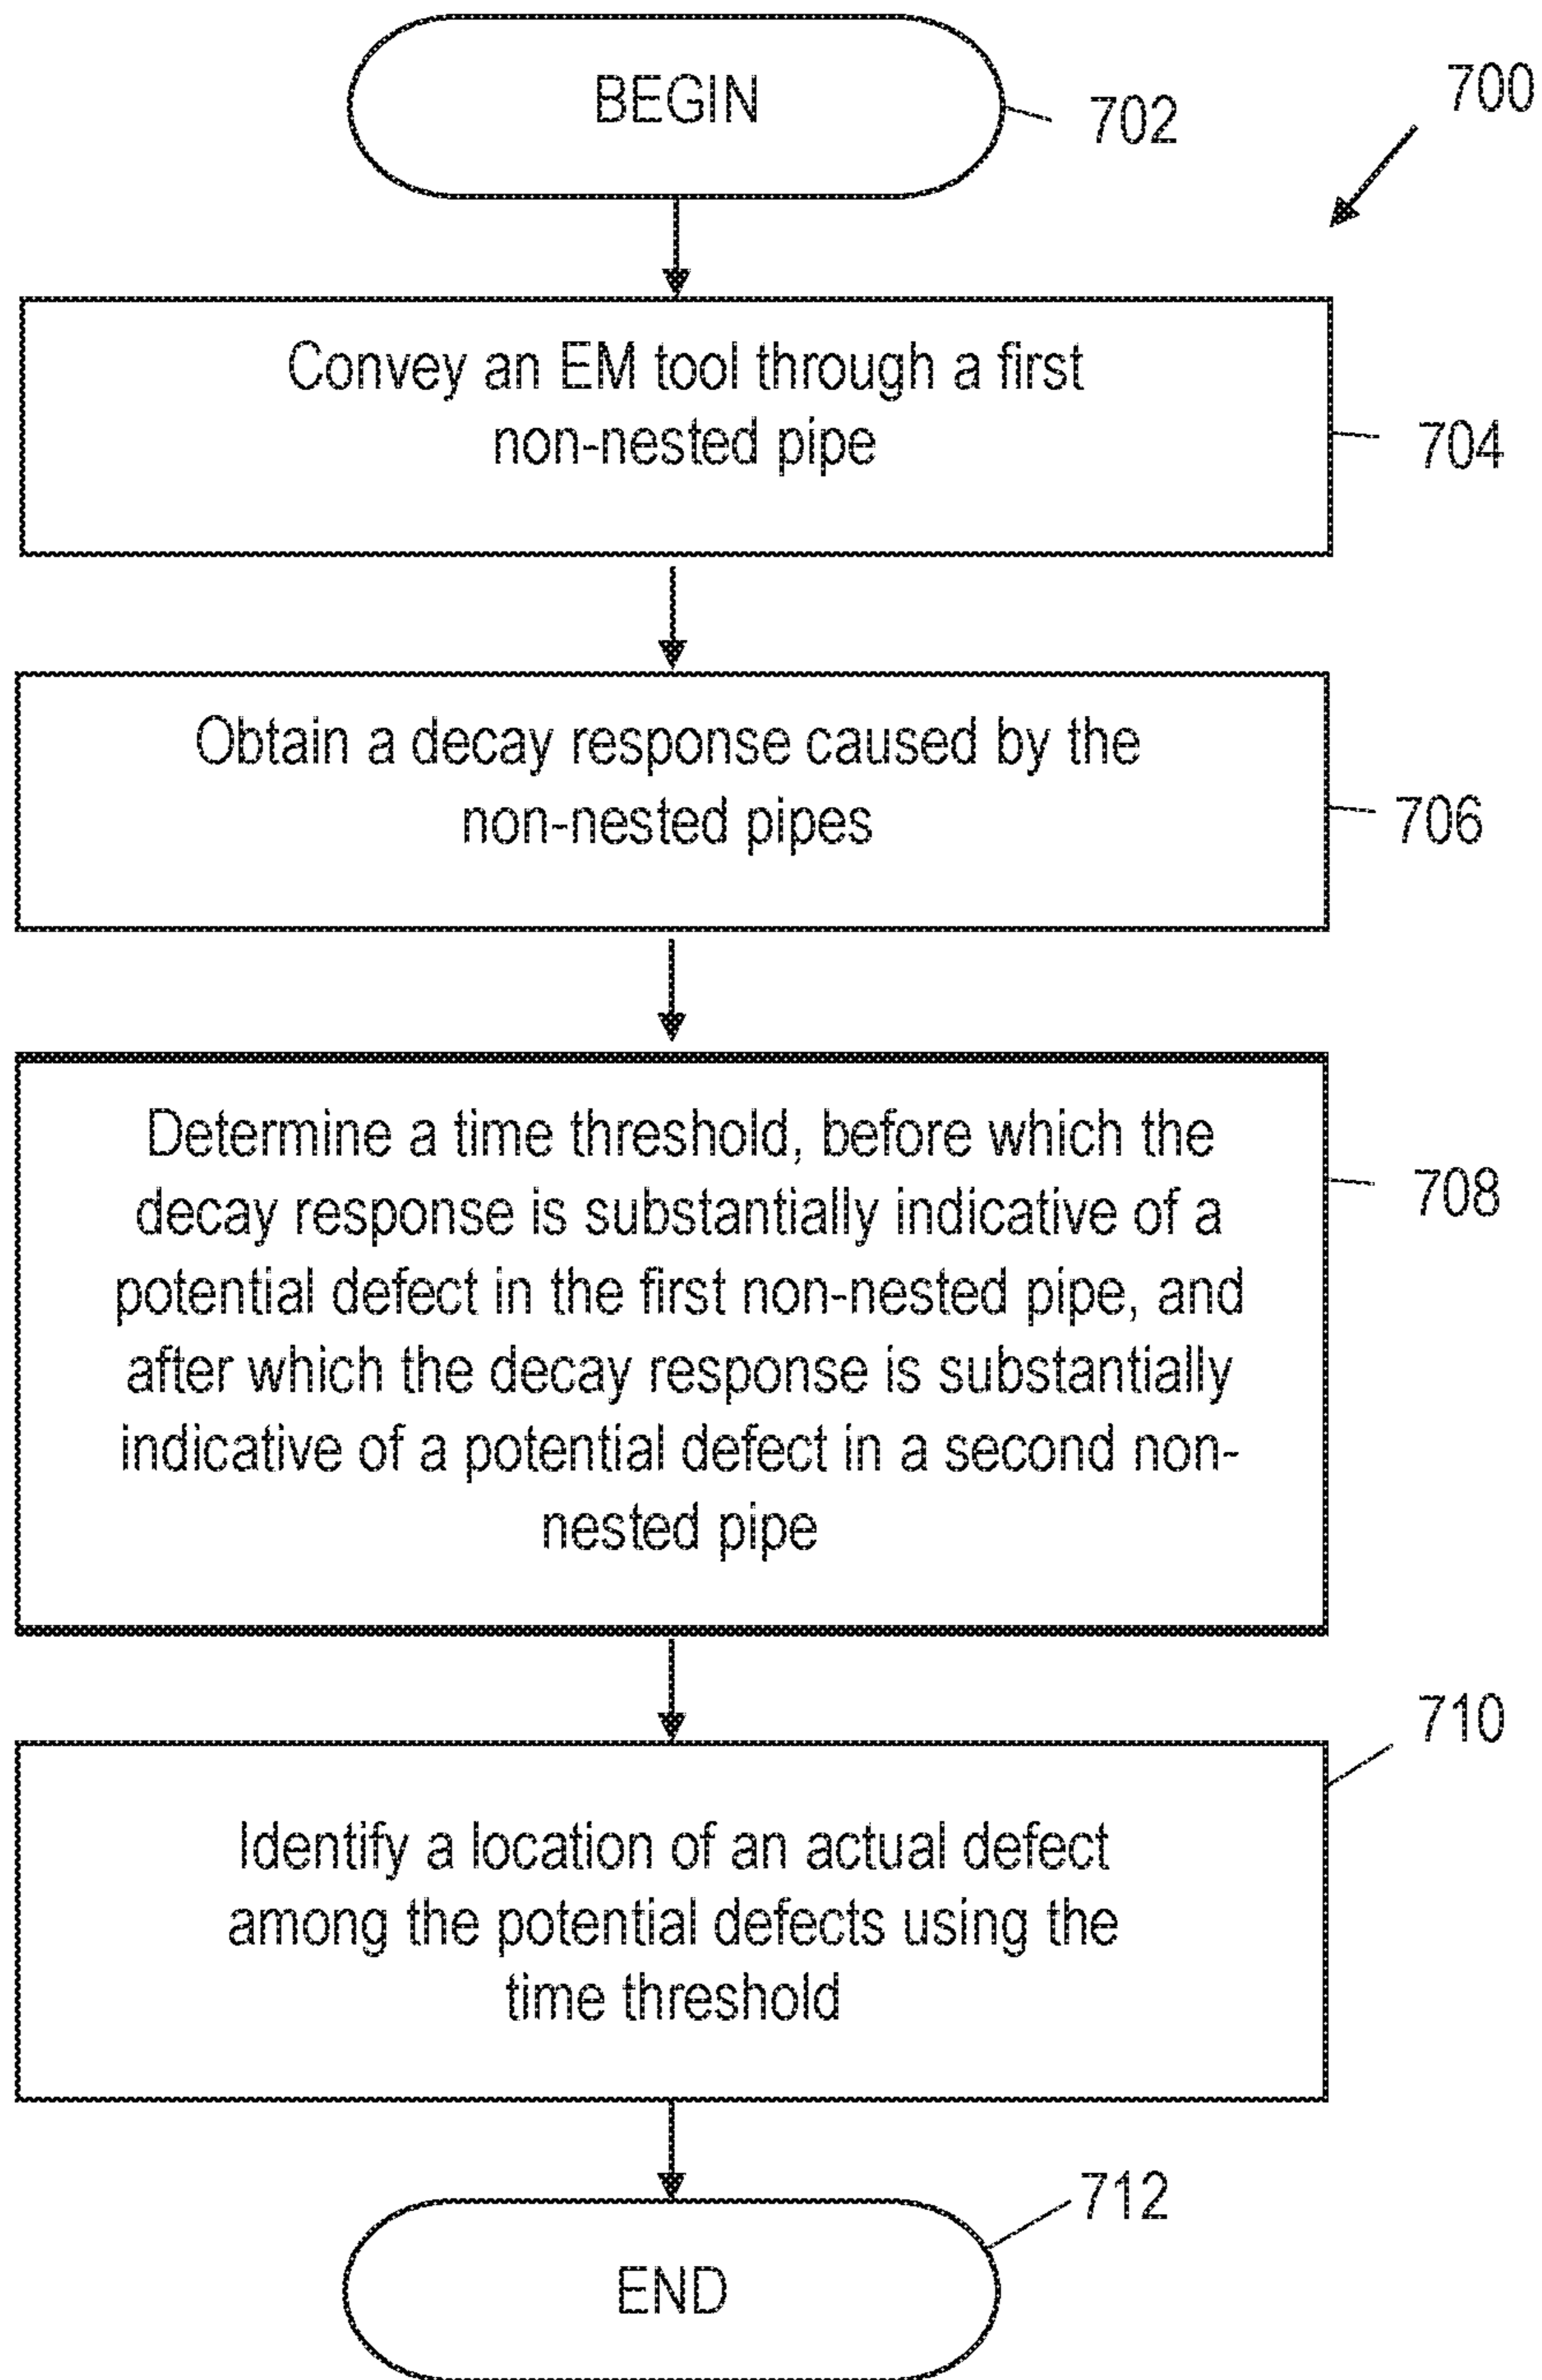 BEGIN
702
700
Convey an EM tool through a first
non-nested pipe
704
Obtain a decay response caused by the
non-nested pipes
706
Determine a time threshold, before which the
decay response is substantially indicative of a
potential defect in the first non-nested pipe, and
after which the decay response is substantially
indicative of a potential defect in a second non-
nested pipe
708
710
Identify a location of an actual defect
among the potential defects using the
time threshold
712
END